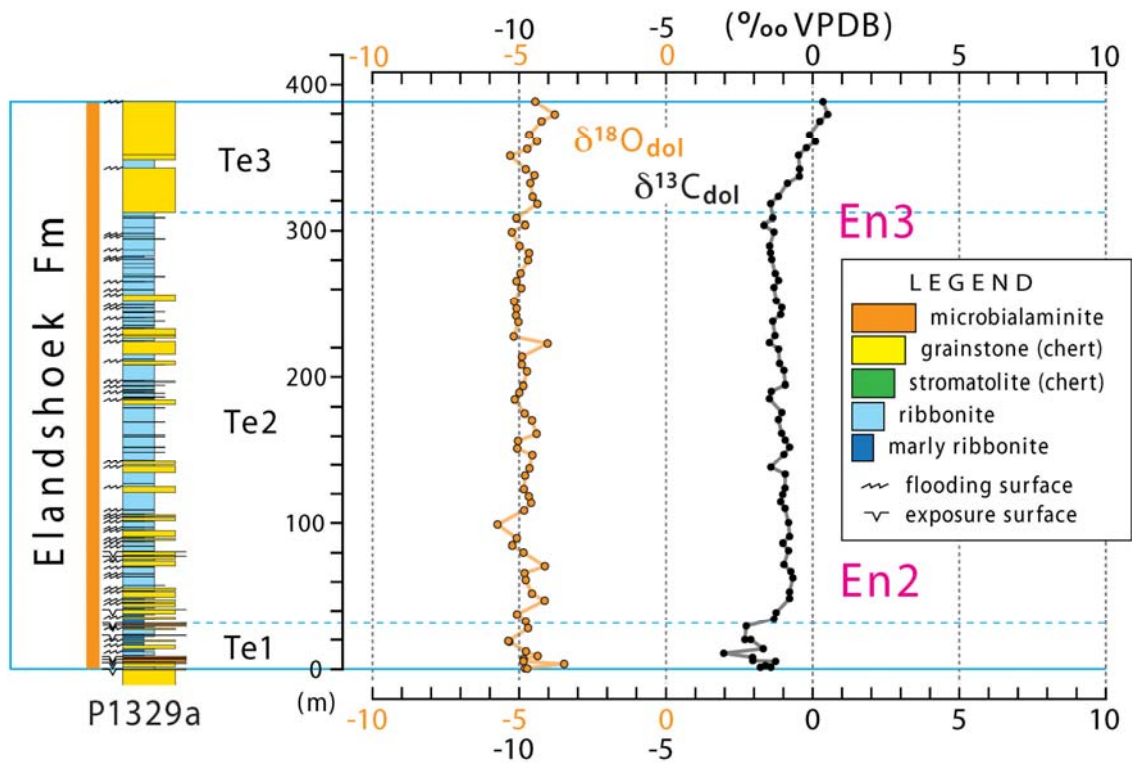 -10 -5 (‰ VPDB)
-10 -5 0 0 5 10
400
Te3
δ18Odol
δ13Cdol
300
En3
Elandshoek Fm
LEGEND
microbialaminite
grainstone (chert)
stromatolite (chert)
ribbonite
marly ribbonite
flooding surface
exposure surface
200
Te2
100
En2
Te1
0
P1329a
(m)
-10 -5 0 0 5 10
-10 -5